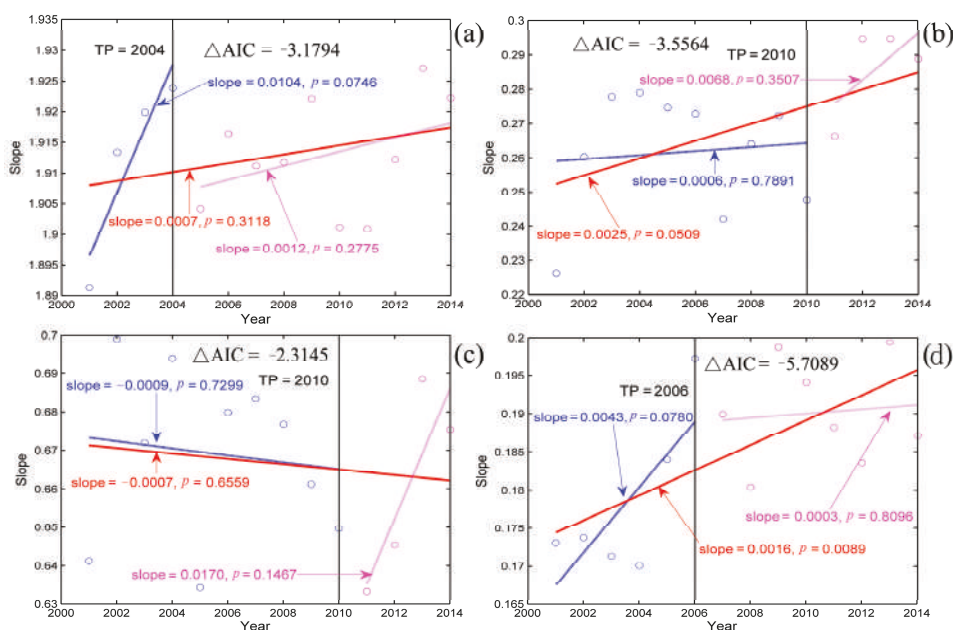 (a)
TP = 2004
△AIC = -3.1794
slope = 0.0104, p = 0.0746
slope = 0.0007, p = 0.3118
slope = 0.0012, p = 0.2775
1.935
1.93
1.925
1.92
1.915
1.91
1.905
1.90
1.895
1.89
Slope
2000 2002 2004 2006 2008 2010 2012 2014
Year
(b)
△AIC = -3.5564
TP = 2010
slope = 0.0068, p = 0.3507
slope = 0.0006, p = 0.7891
slope = 0.0025, p = 0.0509
0.3
0.29
0.28
0.27
0.26
0.25
0.24
0.23
0.22
Slope
2000 2002 2004 2006 2008 2010 2012 2014
Year
(c)
△AIC = -2.3145
TP = 2010
slope = -0.0009, p = 0.7299
slope = -0.0007, p = 0.6559
slope = 0.0170, p = 0.1467
0.7
0.69
0.68
0.67
0.66
0.65
0.64
0.63
Slope
2000 2002 2004 2006 2008 2010 2012 2014
Year
(d)
△AIC = -5.7089
TP = 2006
slope = 0.0043, p = 0.0780
slope = 0.0003, p = 0.8096
slope = 0.0016, p = 0.0089
0.2
0.195
0.19
0.185
0.18
0.175
0.17
0.165
Slope
2000 2002 2004 2006 2008 2010 2012 2014
Year